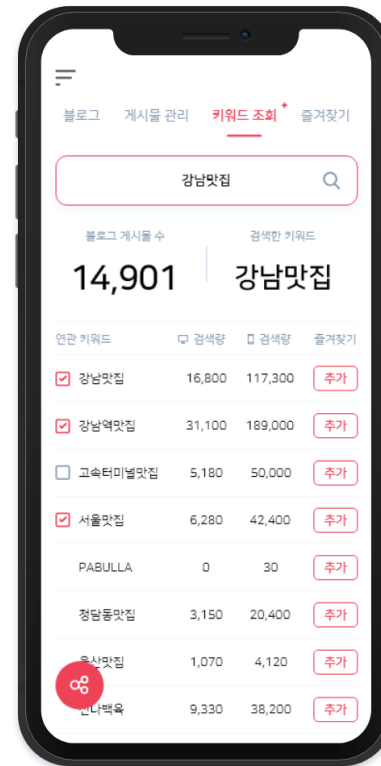 블로그 게시물 관리 키워드 조회 즐겨찾기
강남맛집
블로그 게시물 수 검색한 키워드
14,901 강남맛집
연관 키워드 검색량 검색량 즐겨찾기
강남맛집 16,800 117,300 추가
강남역맛집 31,100 189,000 추가
고속터미널맛집 5,180 50,000 추가
서울맛집 6,280 42,400 추가
PABULLA 0 30 추가
청담동맛집 3,150 20,400 추가
1,070 4,120 추가
9,330 38,200 추가